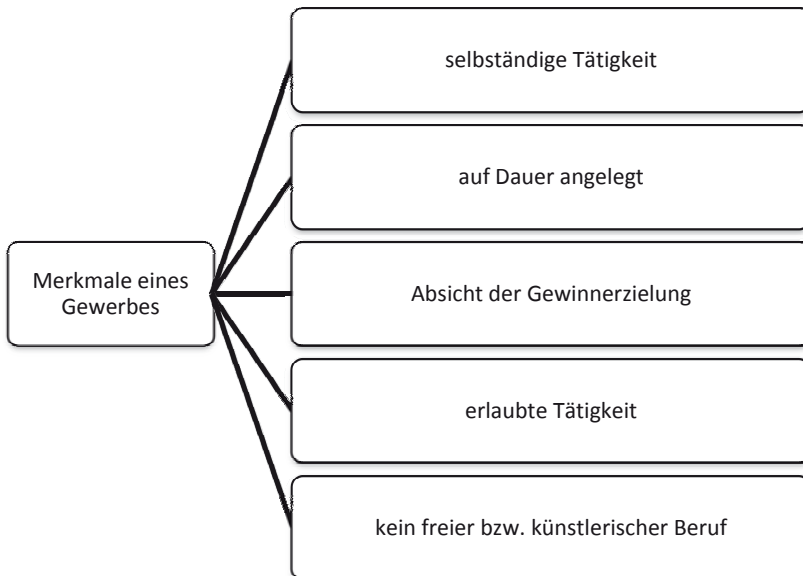 selbständige Tätigkeit
auf Dauer angelegt
Merkmale eines
Gewerbes
Absicht der Gewinnerzielung
erlaubte Tätigkeit
kein freier bzw. künstlerischer Beruf